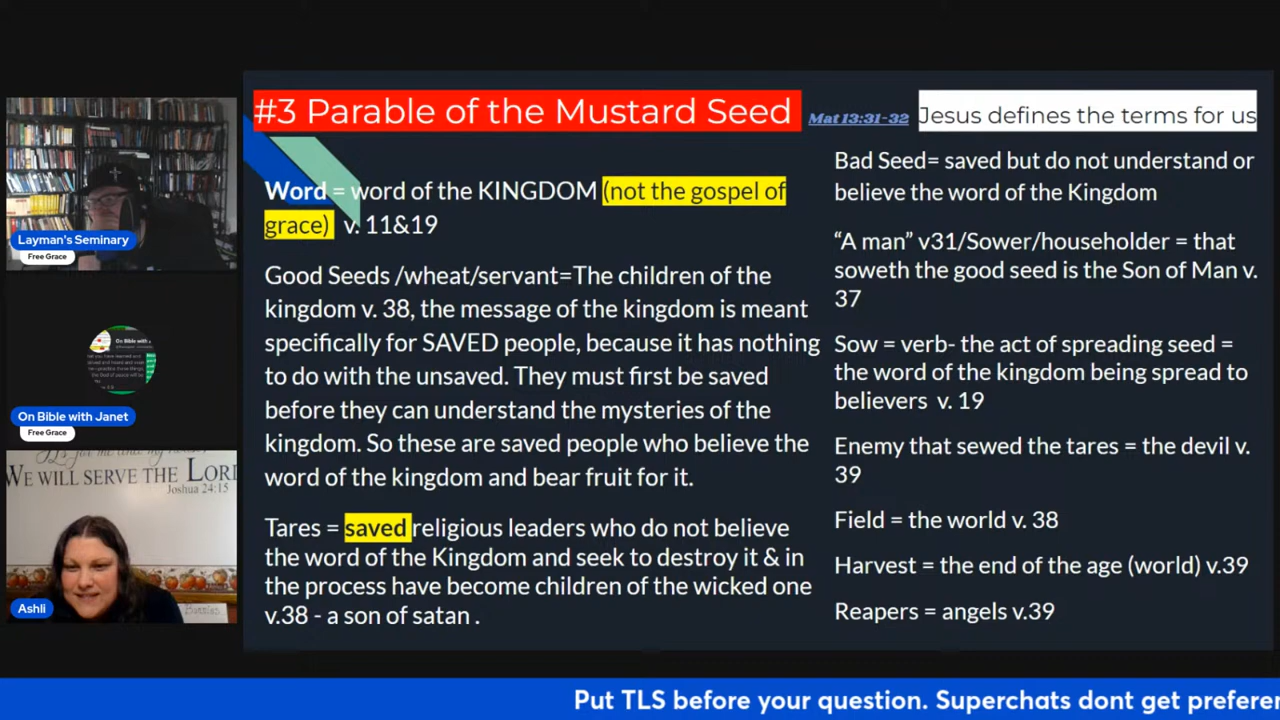 #3 Parable of the Mustard Seed
Mat 13:31-32
Jesus defines the terms for us
Word = word of the KINGDOM (not the gospel of
grace) v. 11&19
Good Seeds /wheat/servant=The children of the
kingdom v. 38, the message of the kingdom is meant
specifically for SAVED people, because it has nothing
to do with the unsaved. They must first be saved
before they can understand the mysteries of the
kingdom. So these are saved people who believe the
word of the kingdom and bear fruit for it.
Tares = saved religious leaders who do not believe
the word of the Kingdom and seek to destroy it & in
the process have become children of the wicked one
v.38 - a son of satan .
Bad Seed= saved but do not understand or
believe the word of the Kingdom
“A man” v31/Sower/householder = that
soweth the good seed is the Son of Man v.
37
Sow = verb- the act of spreading seed =
the word of the kingdom being spread to
believers v. 19
Enemy that sewed the tares = the devil v.
39
Field = the world v. 38
Harvest = the end of the age (world) v.39
Reapers = angels v.39
Layman's Seminary
Free Grace
On Bible with Janet
Free Grace
WE WILL SERVE THE LORD
Joshua 24:15
Ashli
Put TLS before your question. Superchats dont get preferen